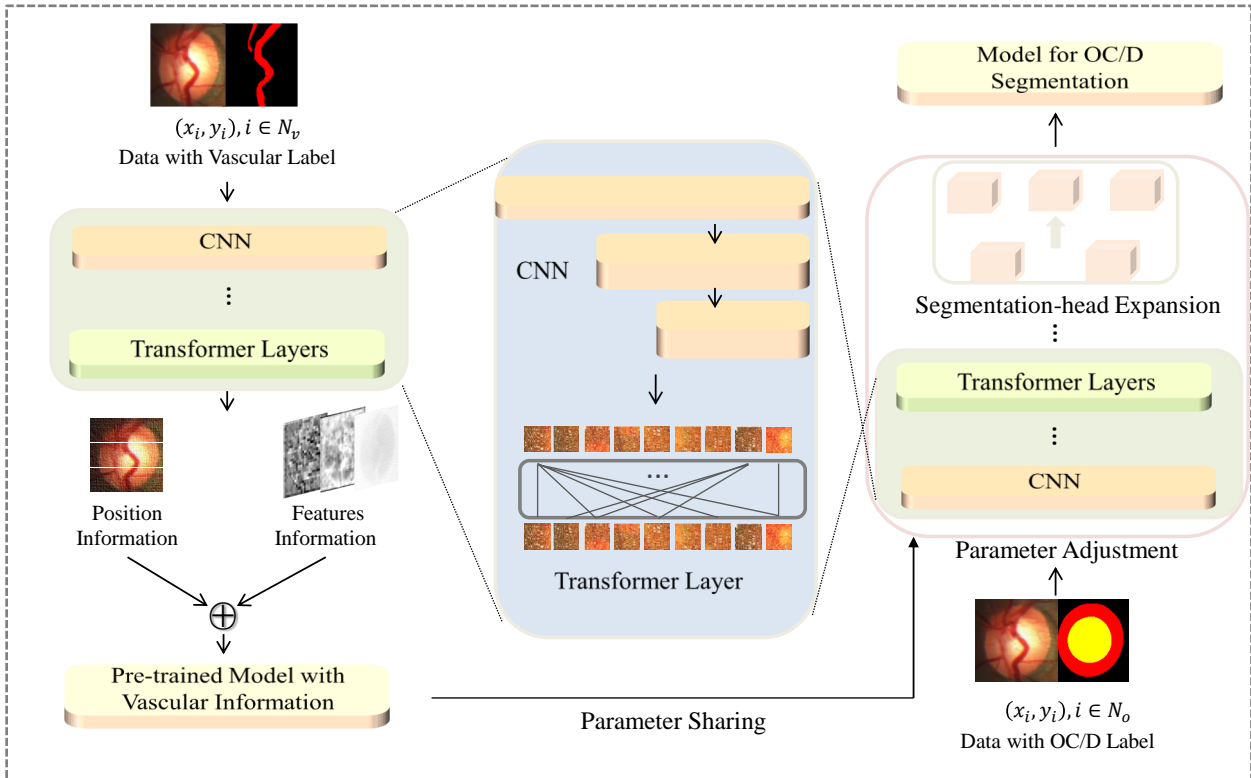 (x_i, y_i), i ∈ N_v
Data with Vascular Label
CNN
⋮
Transformer Layers
Position
Information
Features
Information
Pre-trained Model with
Vascular Information
CNN
...
Transformer Layer
Parameter Sharing
Model for OC/D
Segmentation
Segmentation-head Expansion
⋮
Transformer Layers
⋮
CNN
Parameter Adjustment
(x_i, y_i), i ∈ N_o
Data with OC/D Label